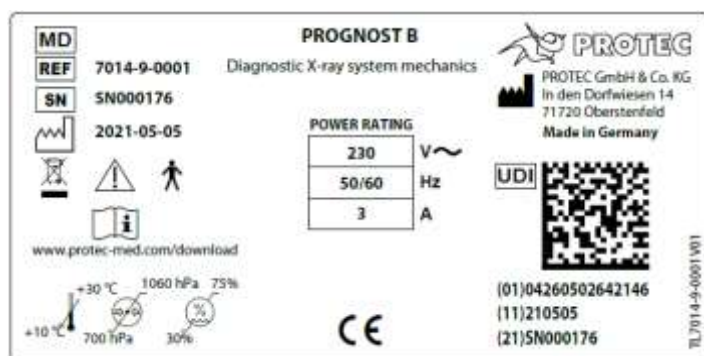 MD
REF 7014-9-0001
SN SN000176
2021-05-05
www.protec-med.com/download
+30 °C
+10 °C
1060 hPa
700 hPa
75%
%
30%
PROGNOST B
Diagnostic X-ray system mechanics
POWER RATING
230 V~
50/60 Hz
3 A
CE
PROTEC
PROTEC GmbH & Co. KG
In den Dorfwiesen 14
71720 Oberstenfeld
Made in Germany
UDI
(01)04260502642146
(11)210505
(21)SN000176
TL7014-9-0001 V01